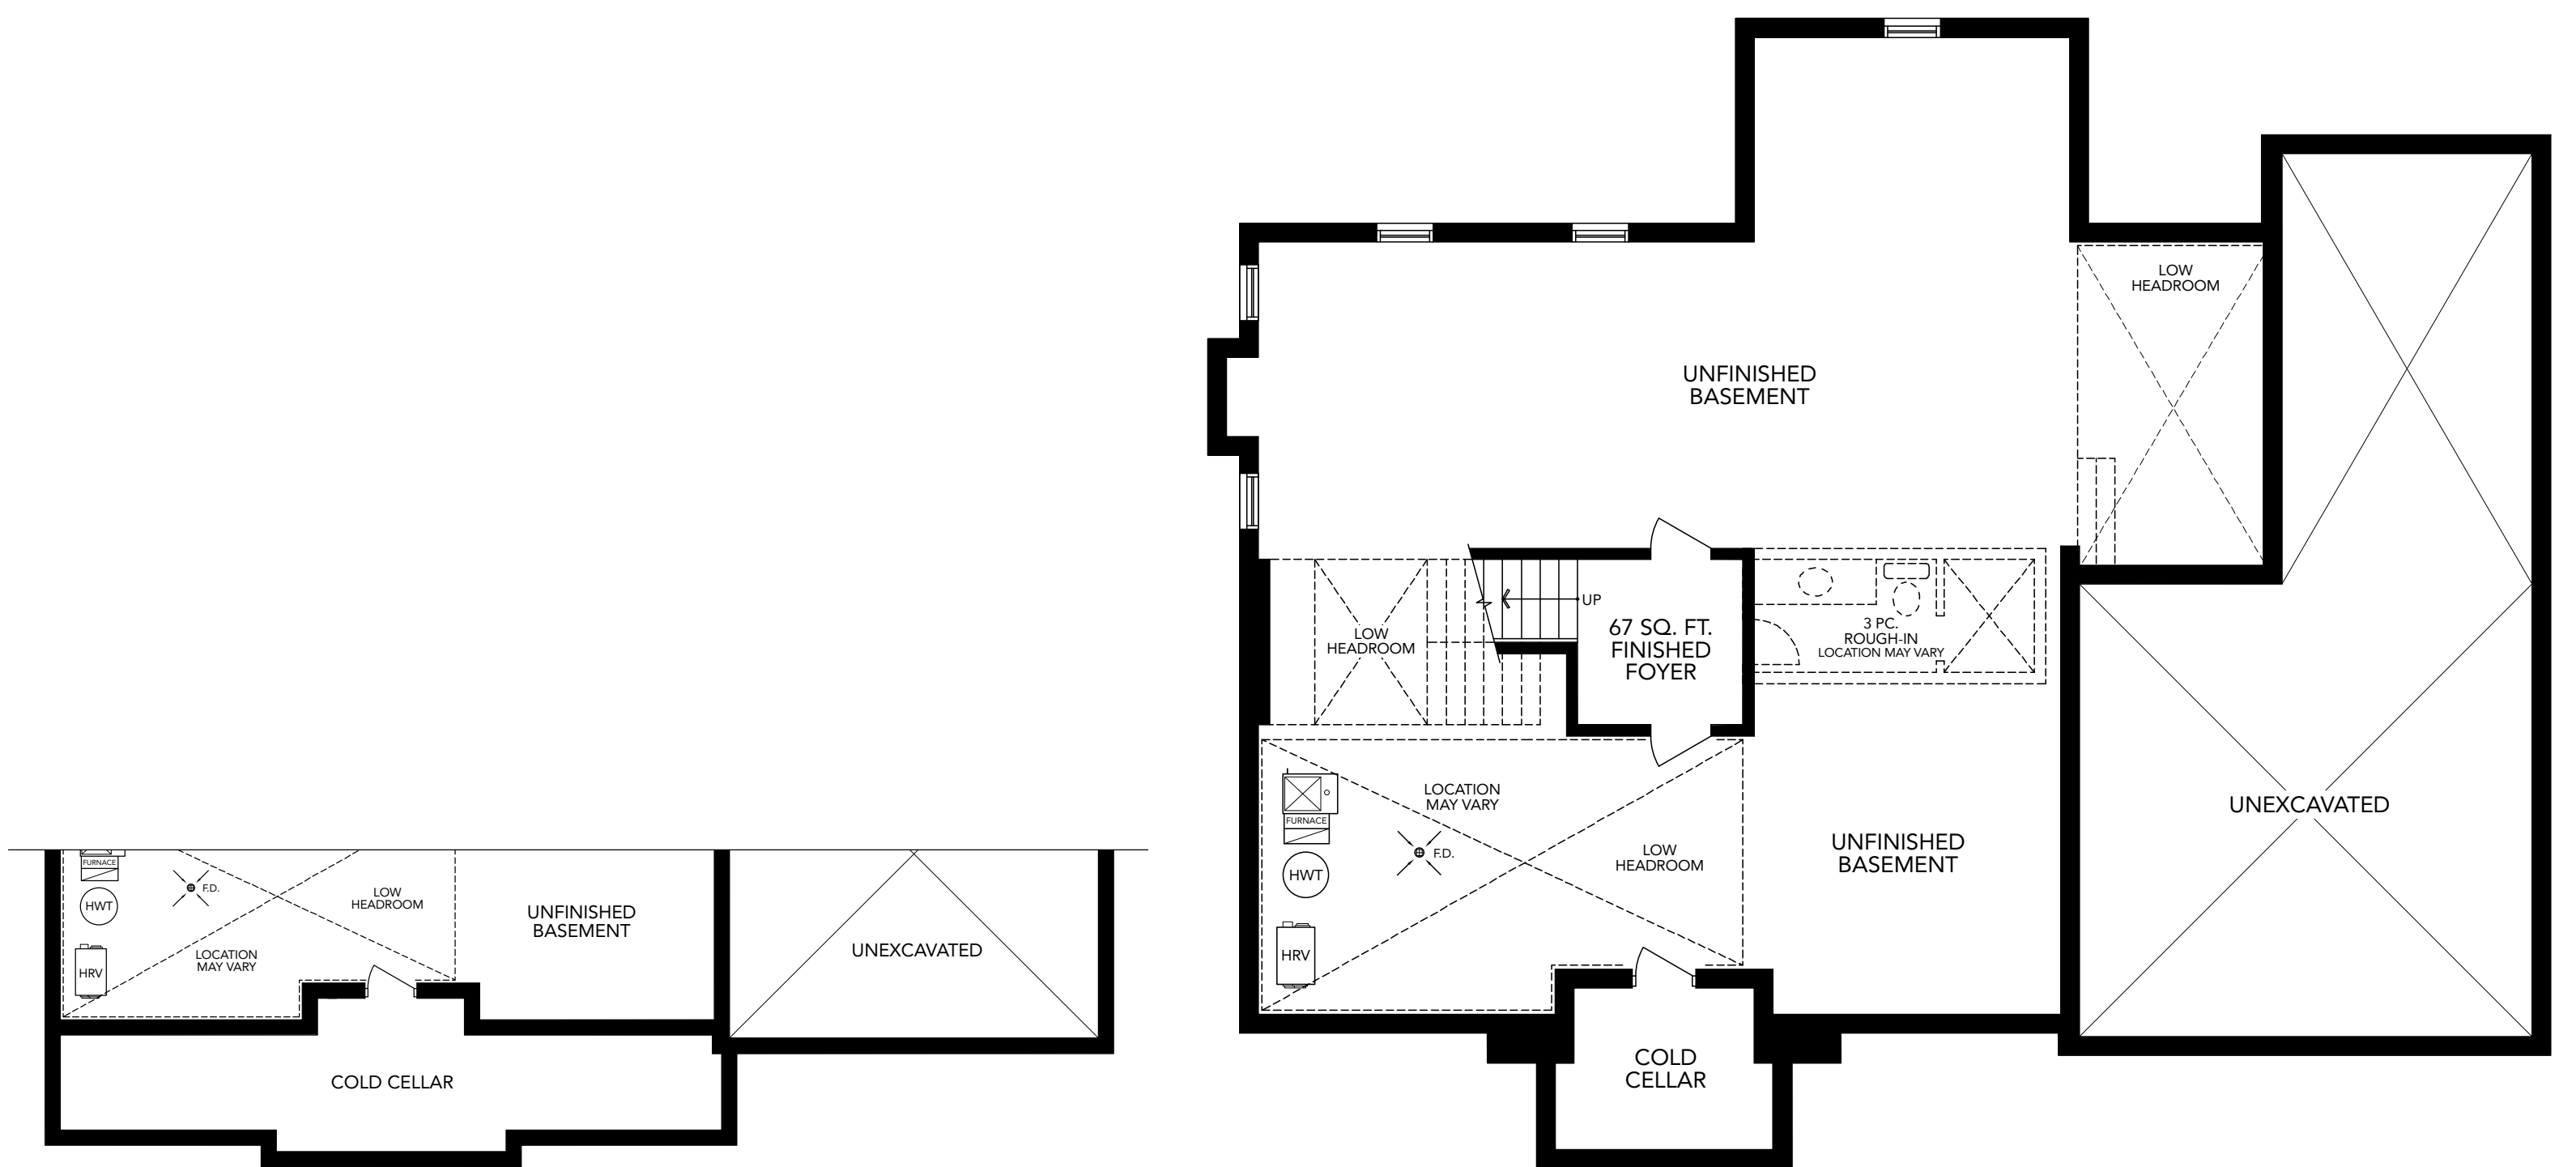 FURNACE
HWT
HRV
F.D.
LOCATION
MAY VARY
LOW
HEADROOM
UNFINISHED
BASEMENT
UNEXCAVATED
COLD CELLAR
LOW
HEADROOM
UNFINISHED
BASEMENT
UP
LOW
HEADROOM
67 SQ. FT.
FINISHED
FOYER
3 PC.
ROUGH-IN
LOCATION MAY VARY
LOCATION
MAY VARY
FURNACE
F.D.
HWT
HRV
LOW
HEADROOM
UNFINISHED
BASEMENT
UNEXCAVATED
COLD
CELLAR